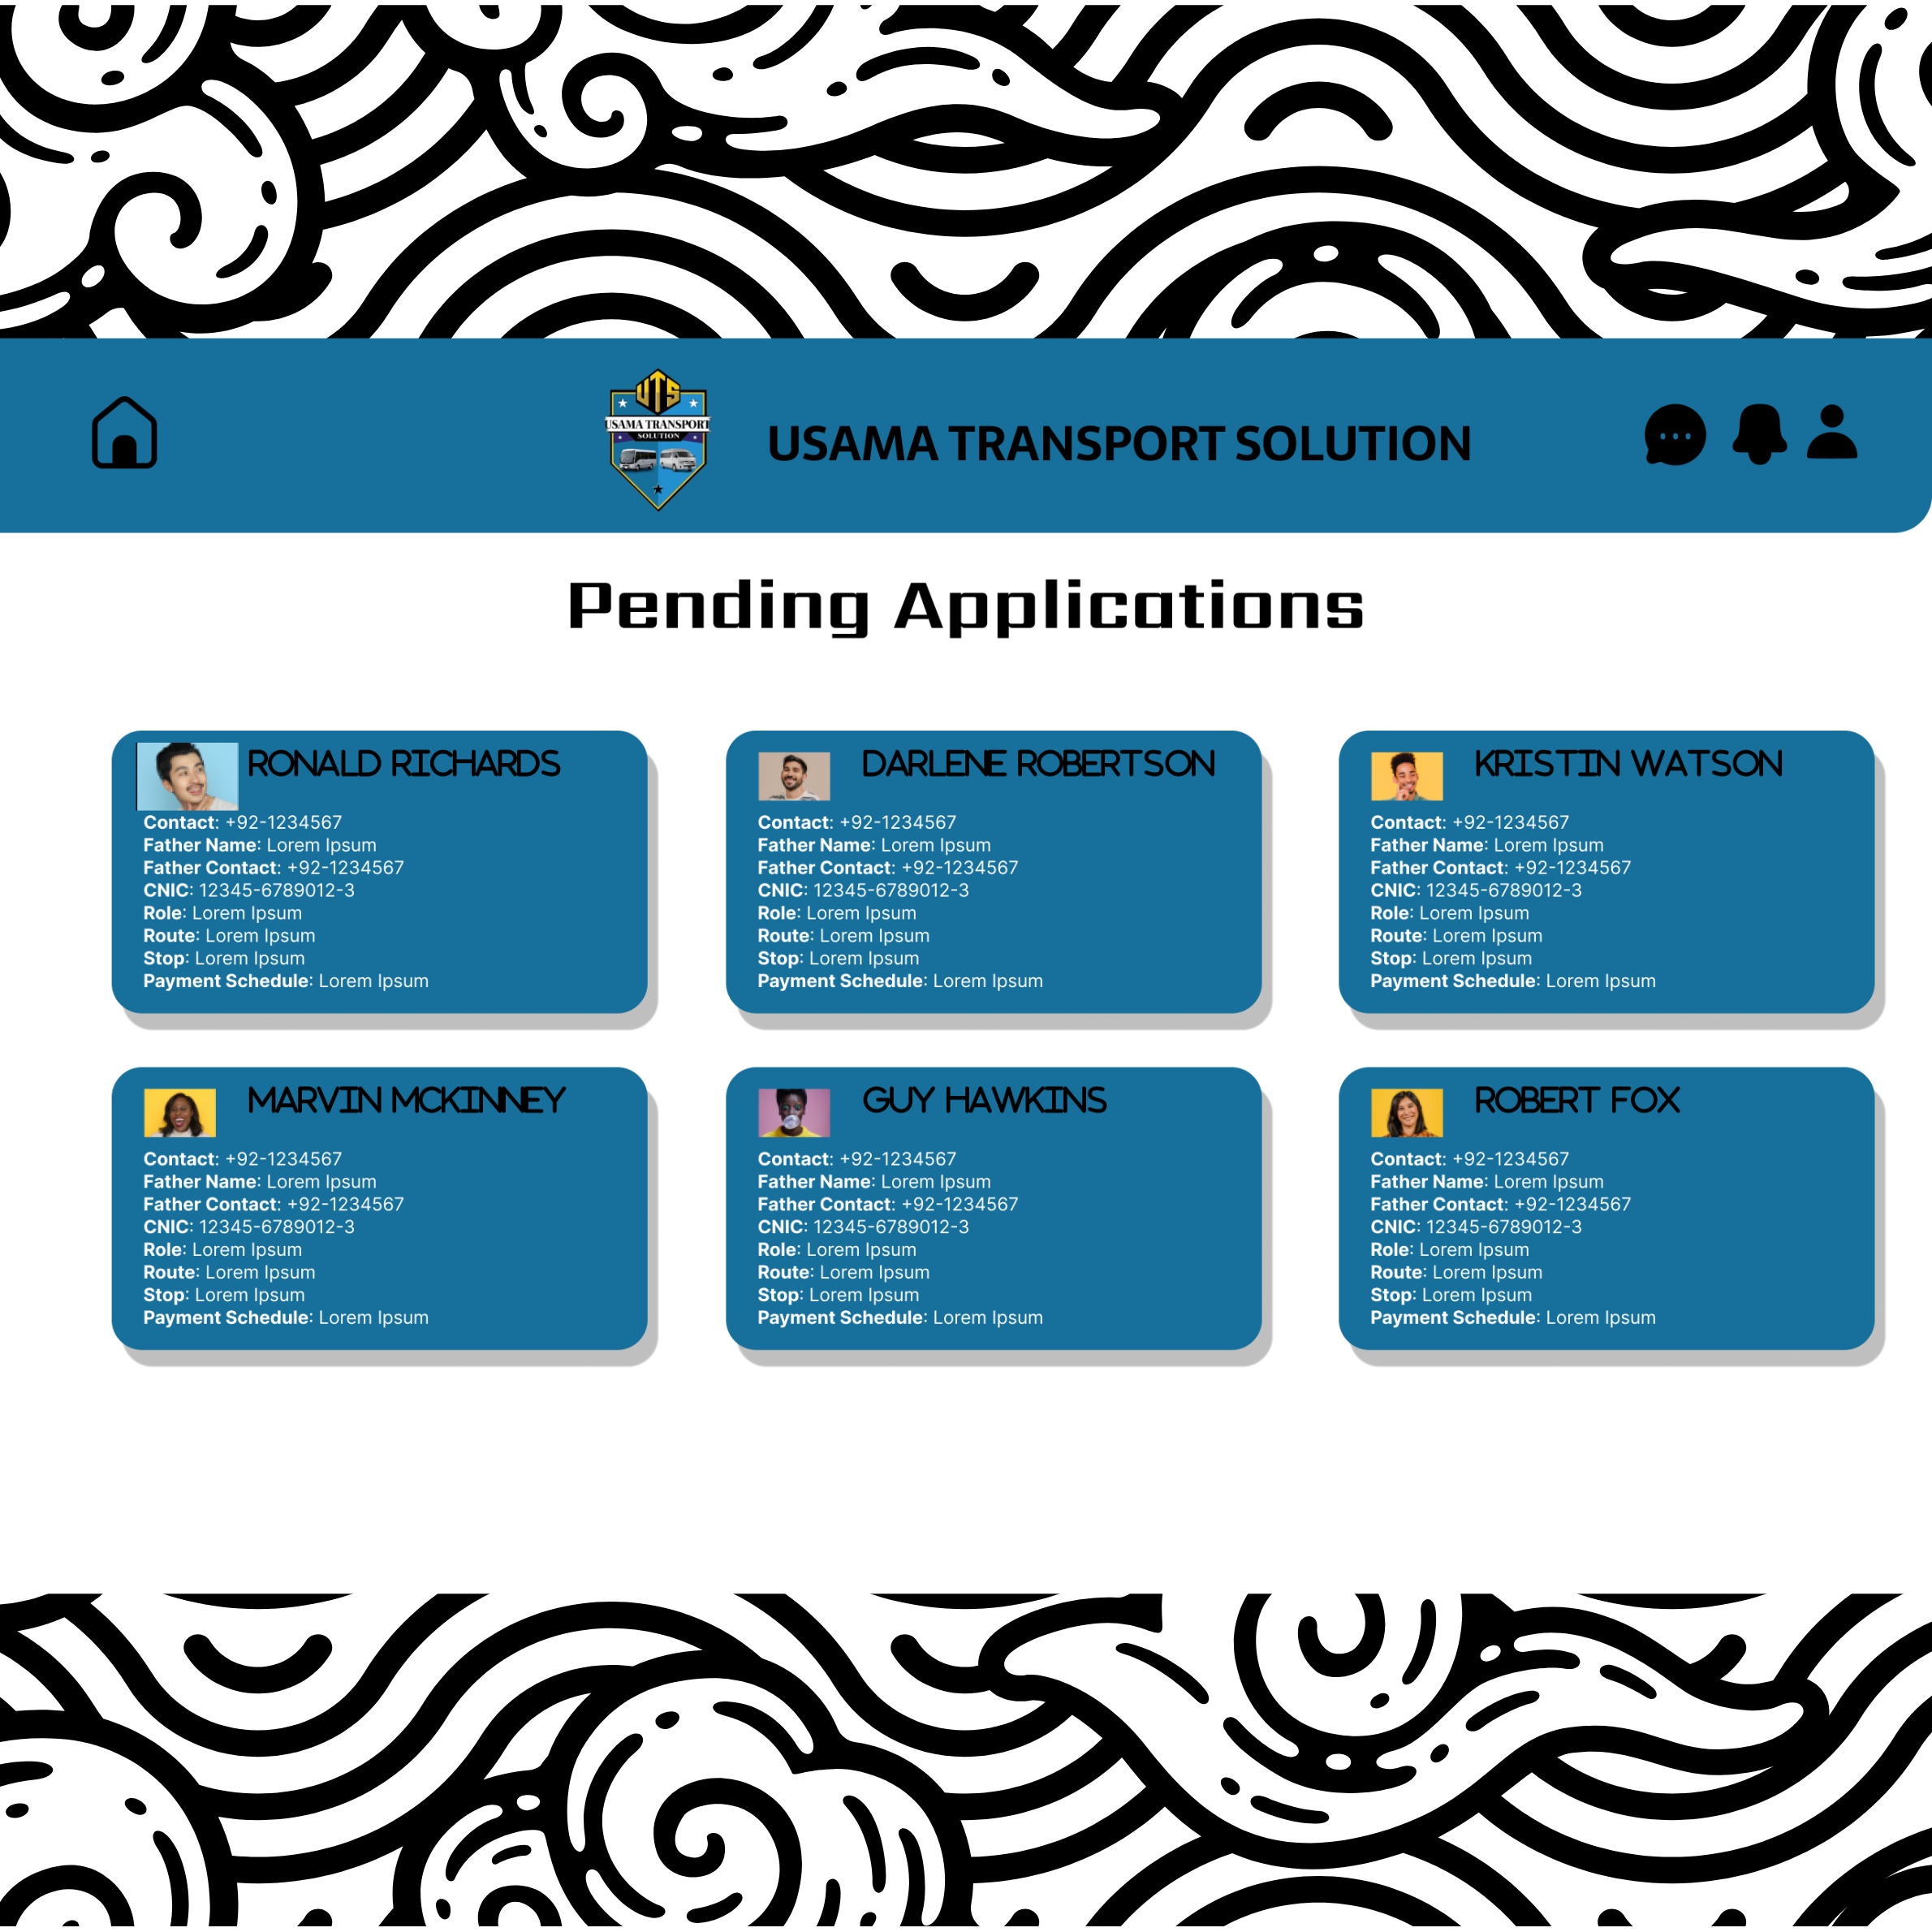 UTS
USAMA TRANSPORT
SOLUTION
USAMA TRANSPORT SOLUTION
Pending Applications
RONALD RICHARDS
Contact: +92-1234567
Father Name: Lorem Ipsum
Father Contact: +92-1234567
CNIC: 12345-6789012-3
Role: Lorem Ipsum
Route: Lorem Ipsum
Stop: Lorem Ipsum
Payment Schedule: Lorem Ipsum
DARLENE ROBERTSON
Contact: +92-1234567
Father Name: Lorem Ipsum
Father Contact: +92-1234567
CNIC: 12345-6789012-3
Role: Lorem Ipsum
Route: Lorem Ipsum
Stop: Lorem Ipsum
Payment Schedule: Lorem Ipsum
KRISTIN WATSON
Contact: +92-1234567
Father Name: Lorem Ipsum
Father Contact: +92-1234567
CNIC: 12345-6789012-3
Role: Lorem Ipsum
Route: Lorem Ipsum
Stop: Lorem Ipsum
Payment Schedule: Lorem Ipsum
MARVIN MCKINNEY
Contact: +92-1234567
Father Name: Lorem Ipsum
Father Contact: +92-1234567
CNIC: 12345-6789012-3
Role: Lorem Ipsum
Route: Lorem Ipsum
Stop: Lorem Ipsum
Payment Schedule: Lorem Ipsum
GUY HAWKINS
Contact: +92-1234567
Father Name: Lorem Ipsum
Father Contact: +92-1234567
CNIC: 12345-6789012-3
Role: Lorem Ipsum
Route: Lorem Ipsum
Stop: Lorem Ipsum
Payment Schedule: Lorem Ipsum
ROBERT FOX
Contact: +92-1234567
Father Name: Lorem Ipsum
Father Contact: +92-1234567
CNIC: 12345-6789012-3
Role: Lorem Ipsum
Route: Lorem Ipsum
Stop: Lorem Ipsum
Payment Schedule: Lorem Ipsum